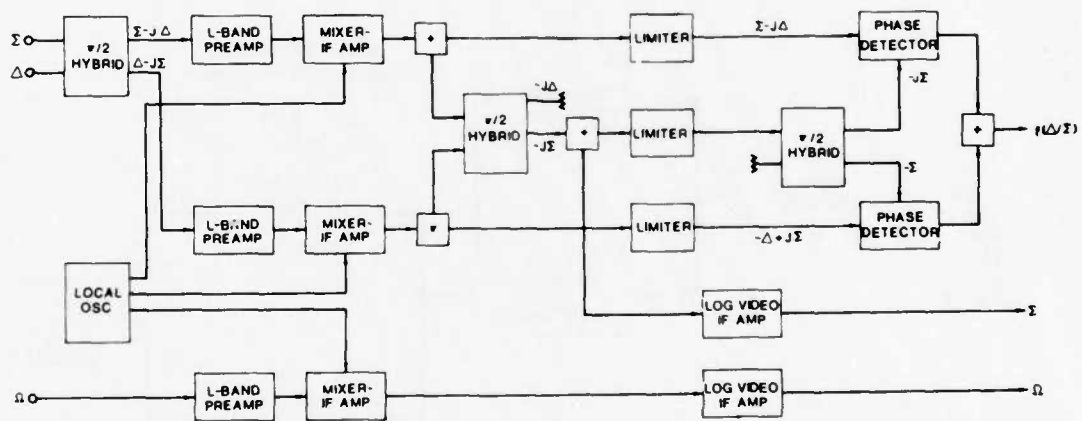 Σ
Δ
π/2
HYBRID
Σ-JΔ
Δ-JΣ
L-BAND
PREAMP
MIXER-
IF AMP
+
LIMITER
Σ-JΔ
PHASE
DETECTOR
-JΔ
π/2
HYBRID
-JΣ
+
LIMITER
π/2
HYBRID
-JΣ
-Σ
+
f(Δ/Σ)
L-BAND
PREAMP
MIXER-
IF AMP
LIMITER
-Δ+JΣ
PHASE
DETECTOR
LOCAL
OSC
LOG VIDEO
IF AMP
Σ
Ω
L-BAND
PREAMP
MIXER-
IF AMP
LOG VIDEO
IF AMP
Ω